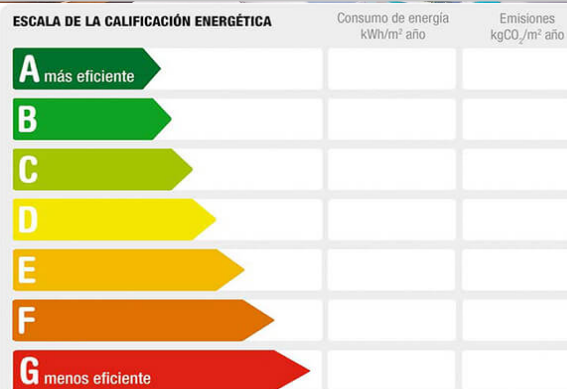 ESCALA DE LA CALIFICACIÓN ENERGÉTICA
Consumo de energía
kWh/m² año
Emisiones
kgCO₂/m² año
A más eficiente
B
C
D
E
F
G menos eficiente